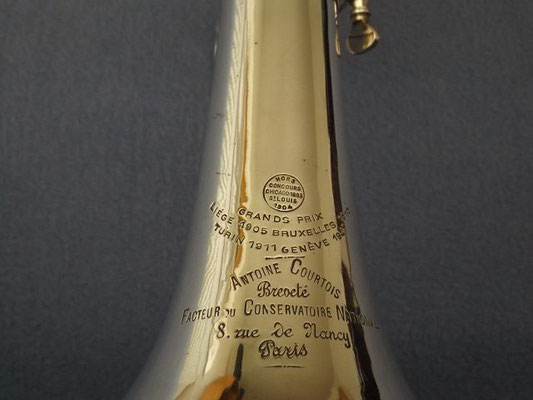 HORS
CONCOURS
CHICAGO 1893
ST LOUIS
1904
GRANDS PRIX
LIÈGE 1905 BRUXELLES
TURIN 1911 GENÈVE
ANTOINE COURTOIS
Breveté
FACTEUR DU CONSERVATOIRE
8. rue de Nancy
Paris